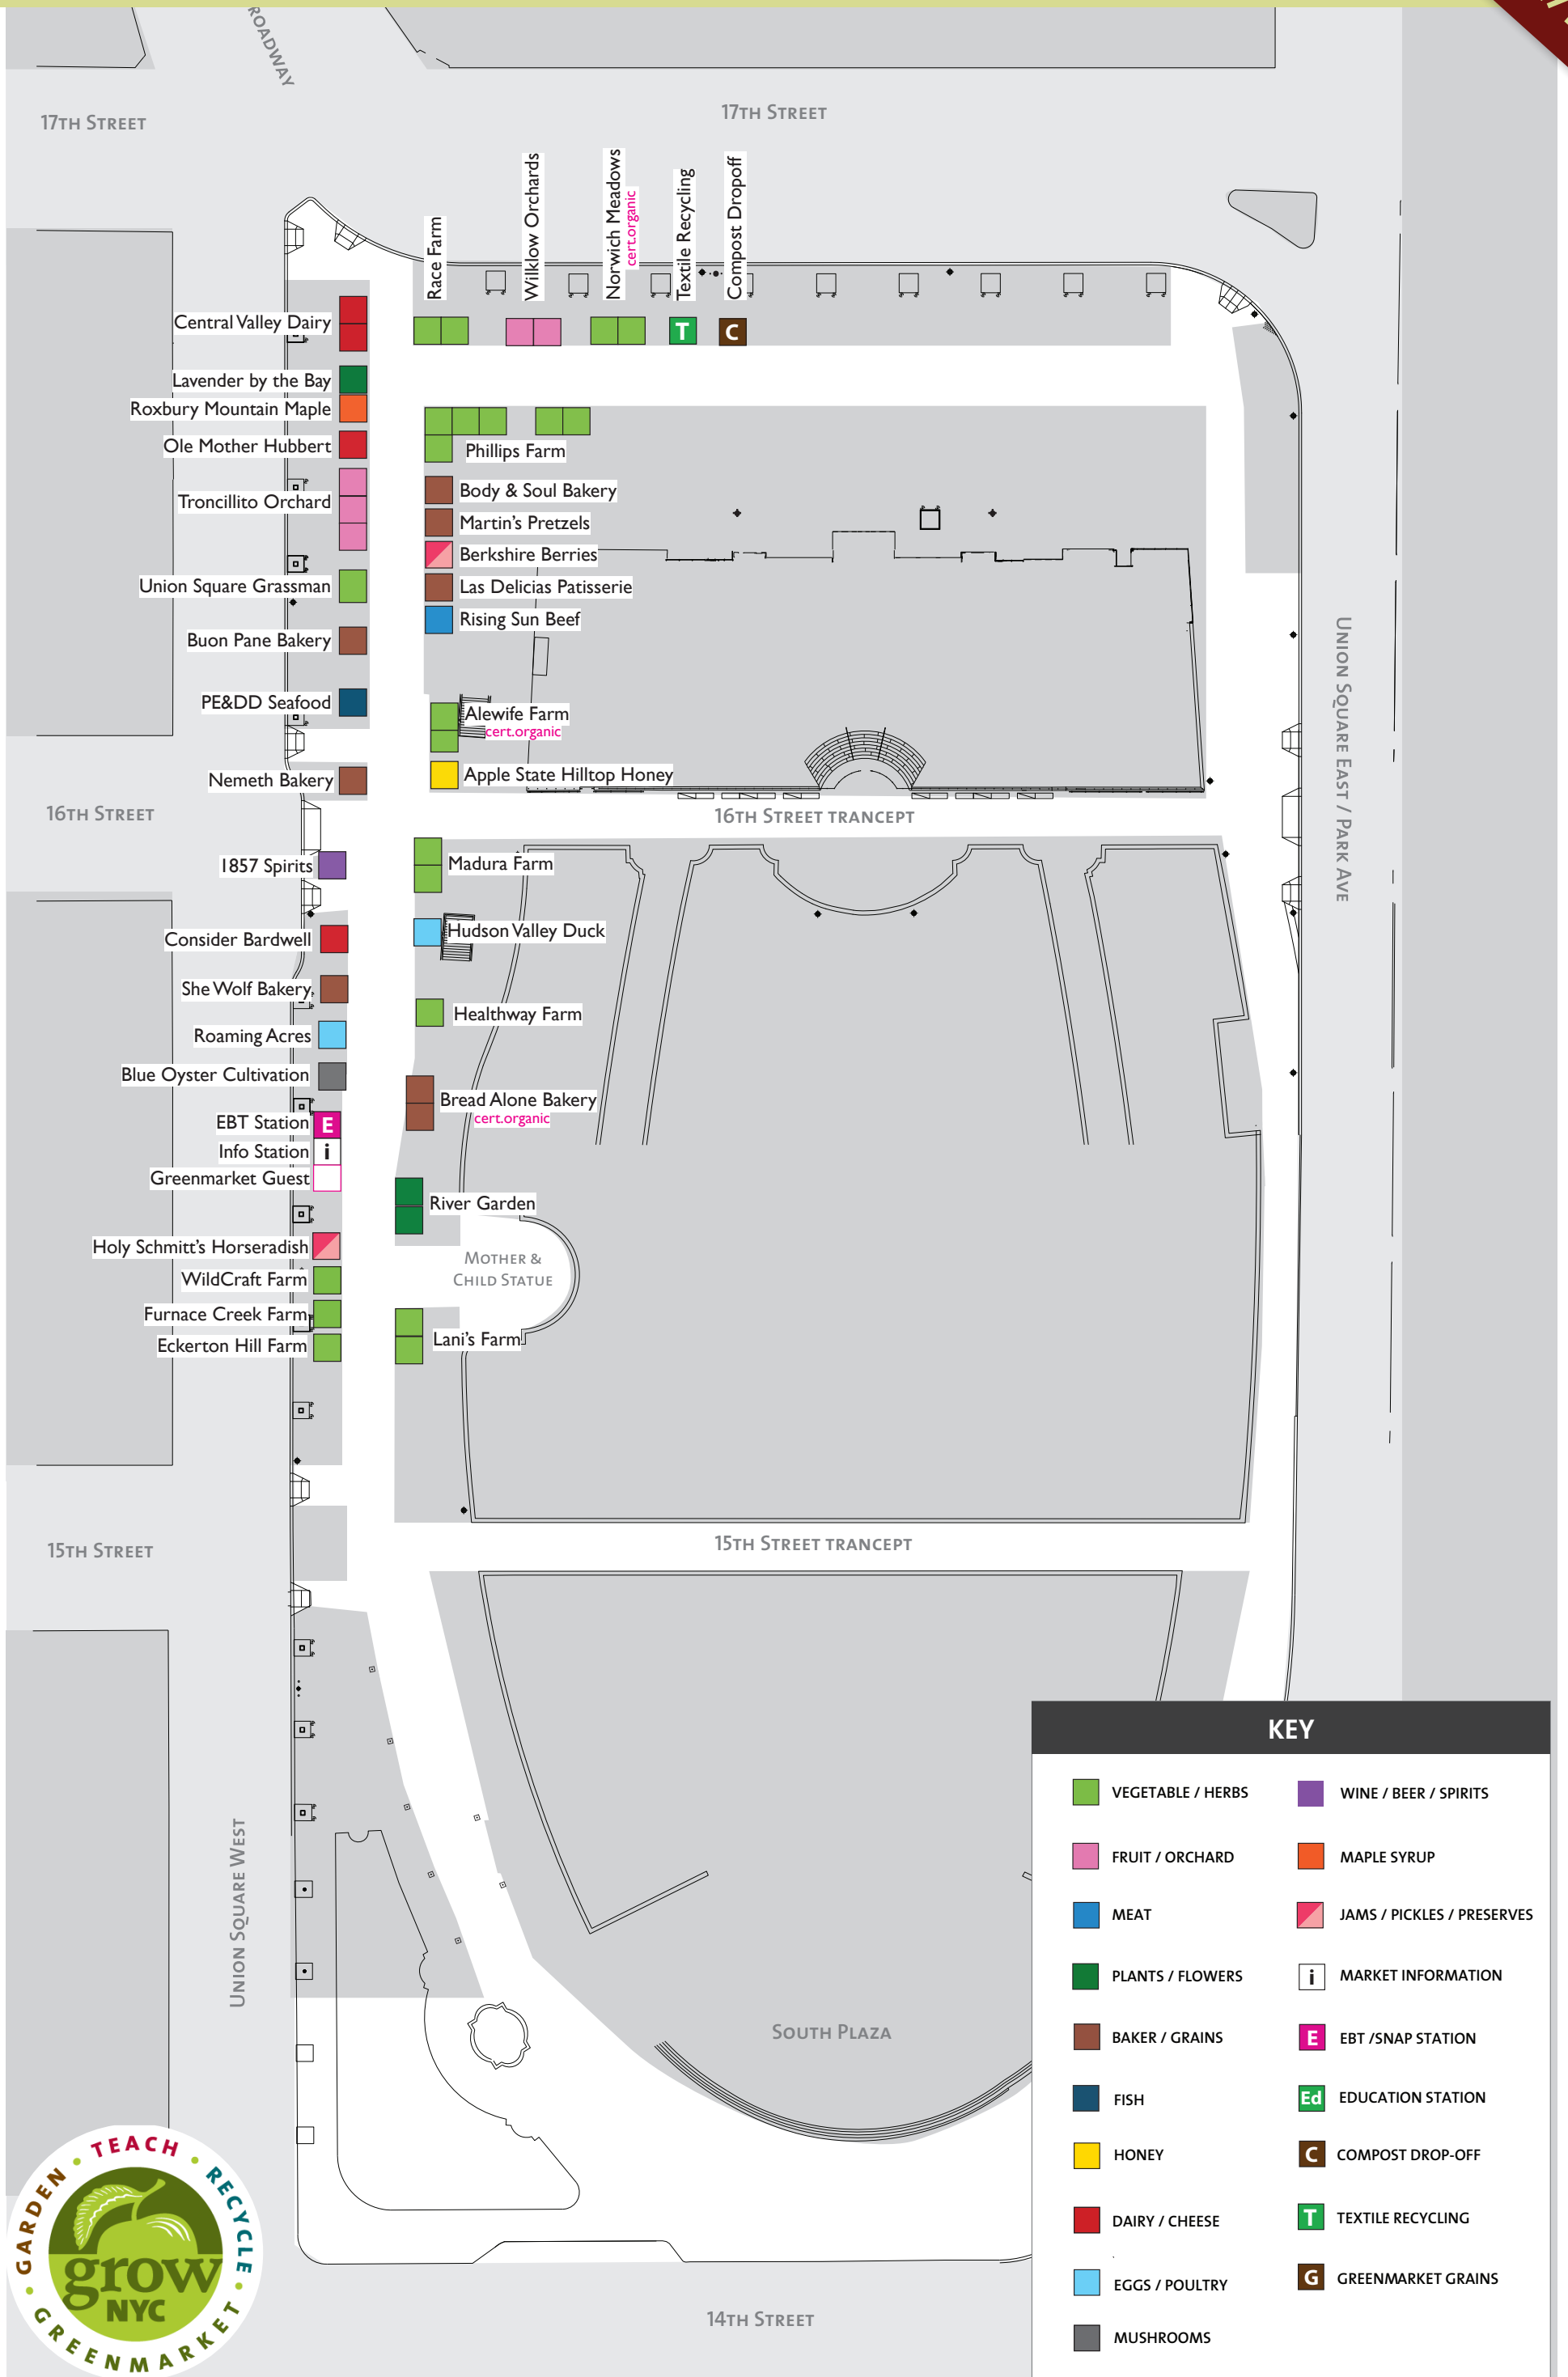 ROADWAY
17TH STREET
17TH STREET
Race Farm
Wilklow Orchards
Norwich Meadows
cert.organic
Textile Recycling
Compost Dropoff
T
C
Central Valley Dairy
Lavender by the Bay
Roxbury Mountain Maple
Ole Mother Hubbert
Troncillito Orchard
Union Square Grassman
Buon Pane Bakery
PE&DD Seafood
Nemeth Bakery
Phillips Farm
Body & Soul Bakery
Martin's Pretzels
Berkshire Berries
Las Delicias Patisserie
Rising Sun Beef
Alewife Farm
cert.organic
Apple State Hilltop Honey
16TH STREET
16TH STREET TRANCEPT
UNION SQUARE EAST / PARK AVE
1857 Spirits
Consider Bardwell
She Wolf Bakery
Roaming Acres
Blue Oyster Cultivation
EBT Station
E
Info Station
i
Greenmarket Guest
Holy Schmitt's Horseradish
WildCraft Farm
Furnace Creek Farm
Eckerton Hill Farm
Madura Farm
Hudson Valley Duck
Healthway Farm
Bread Alone Bakery
cert.organic
River Garden
MOTHER &
CHILD STATUE
Lani's Farm
15TH STREET
15TH STREET TRANCEPT
UNION SQUARE WEST
SOUTH PLAZA
14TH STREET
KEY
VEGETABLE / HERBS
FRUIT / ORCHARD
MEAT
PLANTS / FLOWERS
BAKER / GRAINS
FISH
HONEY
DAIRY / CHEESE
EGGS / POULTRY
MUSHROOMS
WINE / BEER / SPIRITS
MAPLE SYRUP
JAMS / PICKLES / PRESERVES
i MARKET INFORMATION
E EBT /SNAP STATION
Ed EDUCATION STATION
C COMPOST DROP-OFF
T TEXTILE RECYCLING
G GREENMARKET GRAINS
GARDEN • TEACH • RECYCLE • GREENMARKET •
grow
NYC